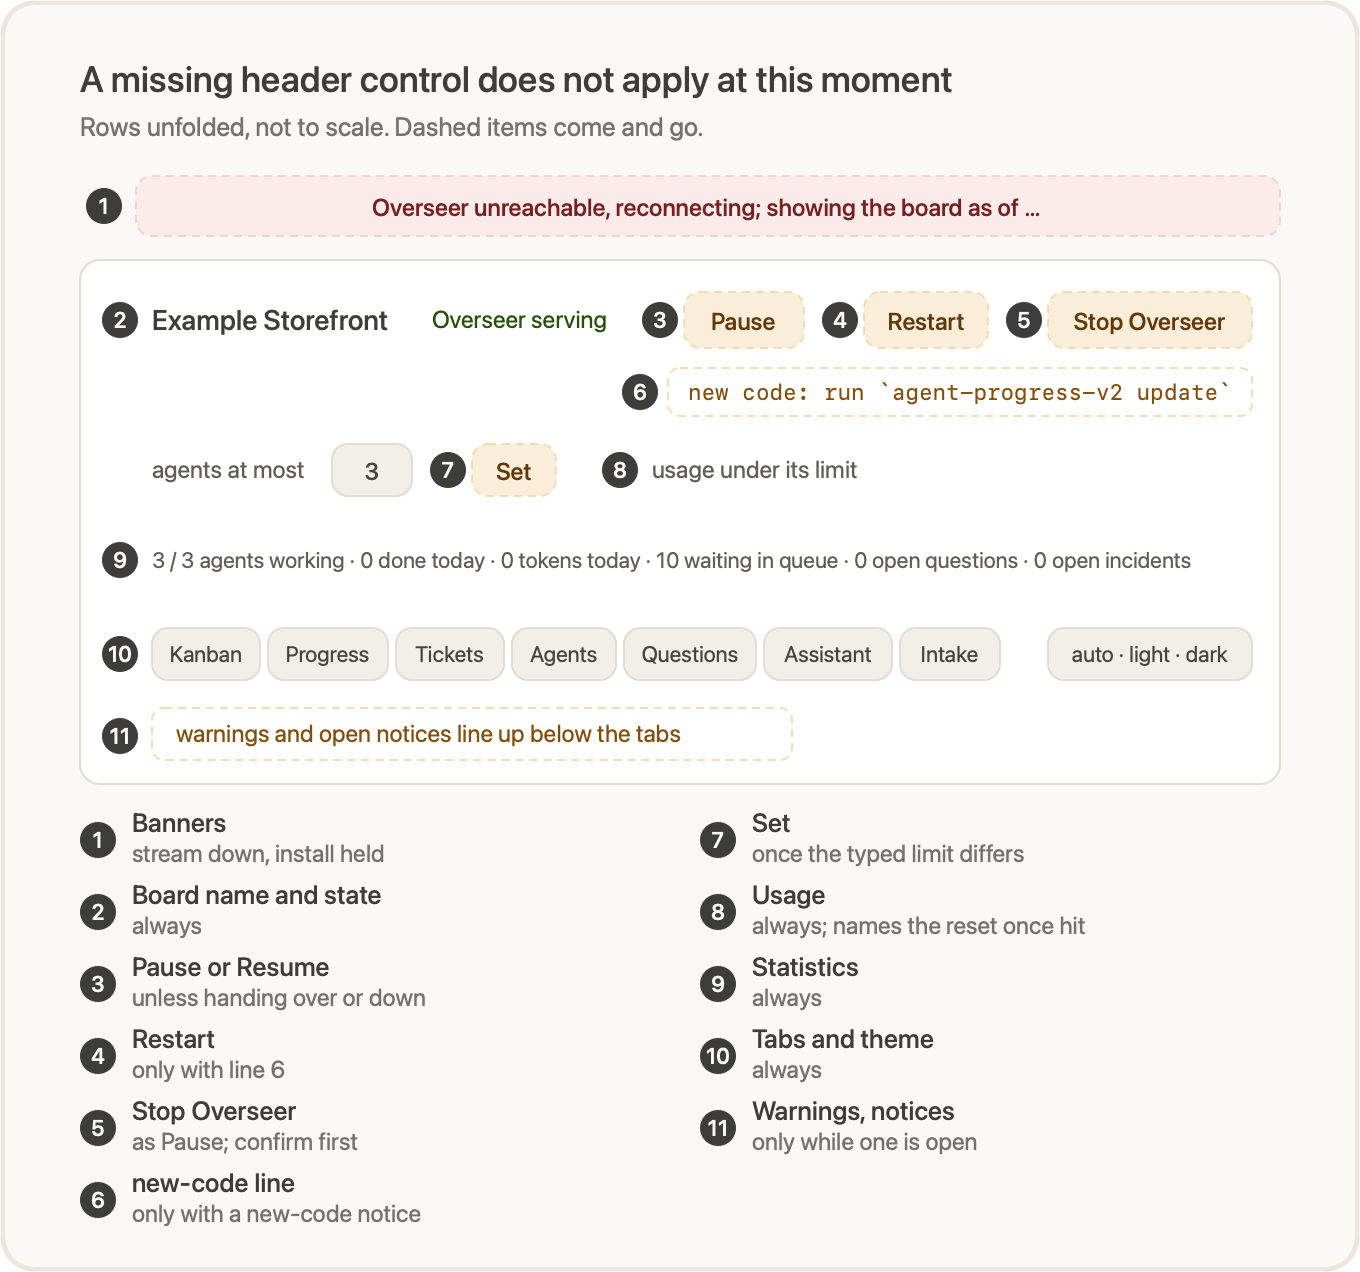 A missing header control does not apply at this moment
Rows unfolded, not to scale. Dashed items come and go.
1 Overseer unreachable, reconnecting; showing the board as of ...
2 Example Storefront Overseer serving 3 Pause 4 Restart 5 Stop Overseer
6 new code: run `agent-progress-v2 update`
agents at most 3 7 Set 8 usage under its limit
9 3 / 3 agents working · 0 done today · 0 tokens today · 10 waiting in queue · 0 open questions · 0 open incidents
10 Kanban Progress Tickets Agents Questions Assistant Intake auto · light · dark
11 warnings and open notices line up below the tabs
1 Banners
stream down, install held
2 Board name and state
always
3 Pause or Resume
unless handing over or down
4 Restart
only with line 6
5 Stop Overseer
as Pause; confirm first
6 new-code line
only with a new-code notice
7 Set
once the typed limit differs
8 Usage
always; names the reset once hit
9 Statistics
always
10 Tabs and theme
always
11 Warnings, notices
only while one is open